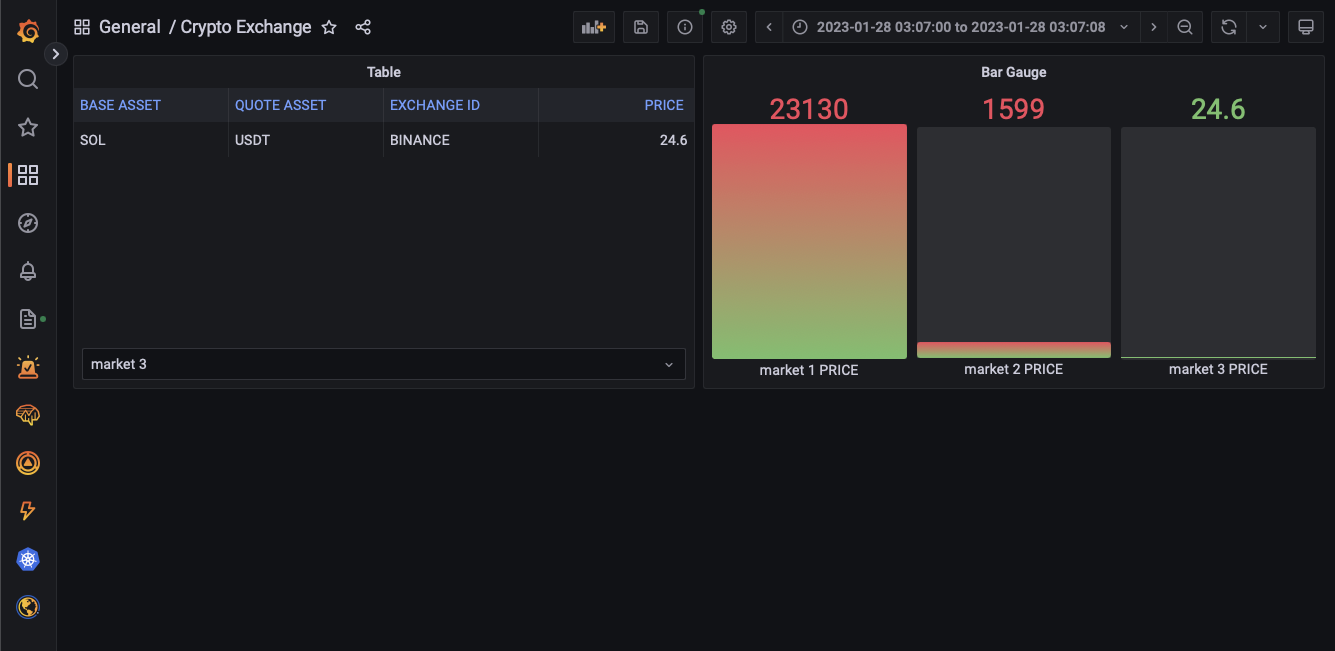 General / Crypto Exchange
2023-01-28 03:07:00 to 2023-01-28 03:07:08
Table
BASE ASSET QUOTE ASSET EXCHANGE ID PRICE
SOL USDT BINANCE 24.6
market 3
Bar Gauge
23130 1599 24.6
market 1 PRICE market 2 PRICE market 3 PRICE